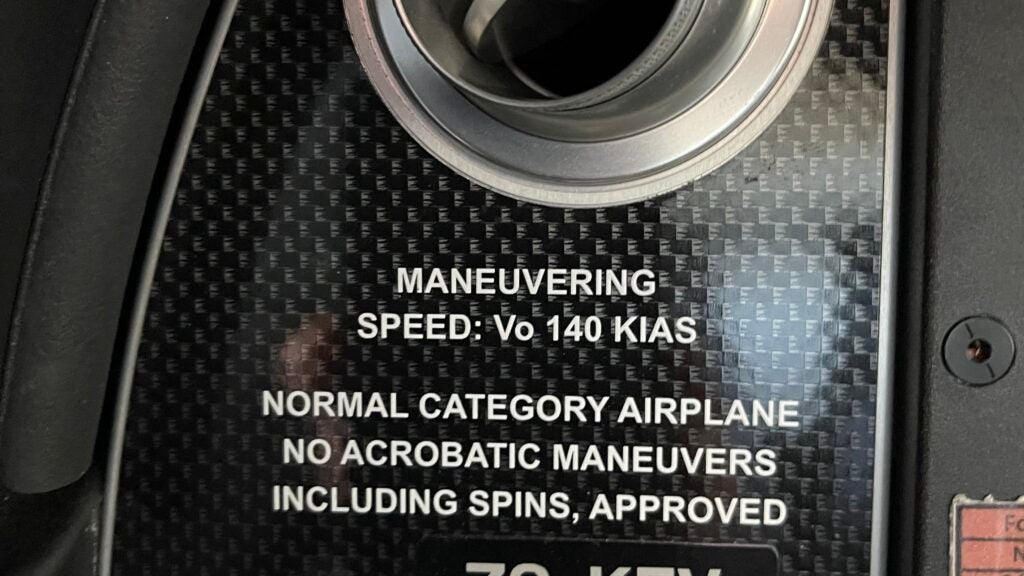 MANEUVERING
SPEED: Vo 140 KIAS
NORMAL CATEGORY AIRPLANE
NO ACROBATIC MANEUVERS
INCLUDING SPINS, APPROVED